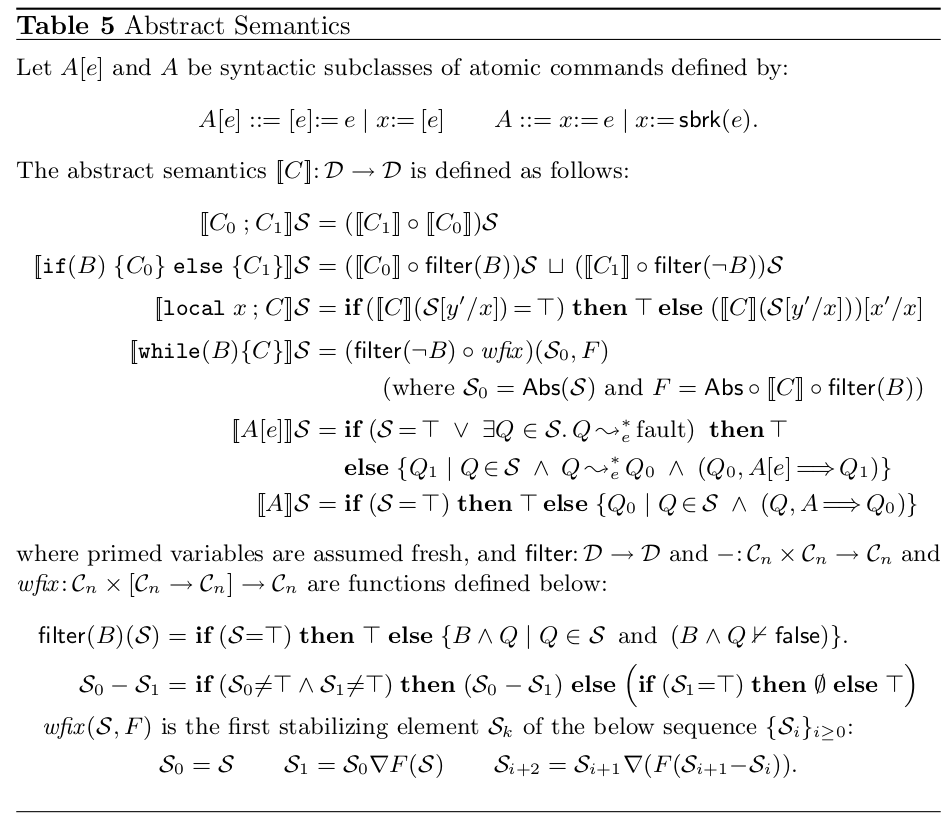 Table 5 Abstract Semantics
Let A[e] and A be syntactic subclasses of atomic commands defined by:
A[e] ::= [e]:= e | x:= [e]    A ::= x:= e | x:= sbrk(e).
The abstract semantics ⟦C⟧: 𝒟 → 𝒟 is defined as follows:
⟦C₀ ; C₁⟧𝒮 = (⟦C₁⟧ ∘ ⟦C₀⟧)𝒮
⟦if(B) {C₀} else {C₁}⟧𝒮 = (⟦C₀⟧ ∘ filter(B))𝒮 ⊔ (⟦C₁⟧ ∘ filter(¬B))𝒮
⟦local x ; C⟧𝒮 = if (⟦C⟧(𝒮[y′/x]) = ⊤) then ⊤ else (⟦C⟧(𝒮[y′/x]))[x′/x]
⟦while(B){C}⟧𝒮 = (filter(¬B) ∘ wfix)(𝒮₀, F)
(where 𝒮₀ = Abs(𝒮) and F = Abs ∘ ⟦C⟧ ∘ filter(B))
⟦A[e]⟧𝒮 = if (𝒮 = ⊤ ∨ ∃Q ∈ 𝒮. Q ⇝*ₑ fault) then ⊤
else {Q₁ | Q ∈ 𝒮 ∧ Q ⇝*ₑ Q₀ ∧ (Q₀, A[e] ⟹ Q₁)}
⟦A⟧𝒮 = if (𝒮 = ⊤) then ⊤ else {Q₀ | Q ∈ 𝒮 ∧ (Q, A ⟹ Q₀)}
where primed variables are assumed fresh, and filter: 𝒟 → 𝒟 and −: 𝒞ₙ × 𝒞ₙ → 𝒞ₙ and
wfix: 𝒞ₙ × [𝒞ₙ → 𝒞ₙ] → 𝒞ₙ are functions defined below:
filter(B)(𝒮) = if (𝒮=⊤) then ⊤ else {B ∧ Q | Q ∈ 𝒮 and (B ∧ Q ⊬ false)}.
𝒮₀ − 𝒮₁ = if (𝒮₀≠⊤ ∧ 𝒮₁≠⊤) then (𝒮₀ − 𝒮₁) else (if (𝒮₁=⊤) then ∅ else ⊤)
wfix(𝒮, F) is the first stabilizing element 𝒮ₖ of the below sequence {𝒮ᵢ}ᵢ≥₀:
𝒮₀ = 𝒮    𝒮₁ = 𝒮₀∇F(𝒮)    𝒮ᵢ₊₂ = 𝒮ᵢ₊₁∇(F(𝒮ᵢ₊₁−𝒮ᵢ)).